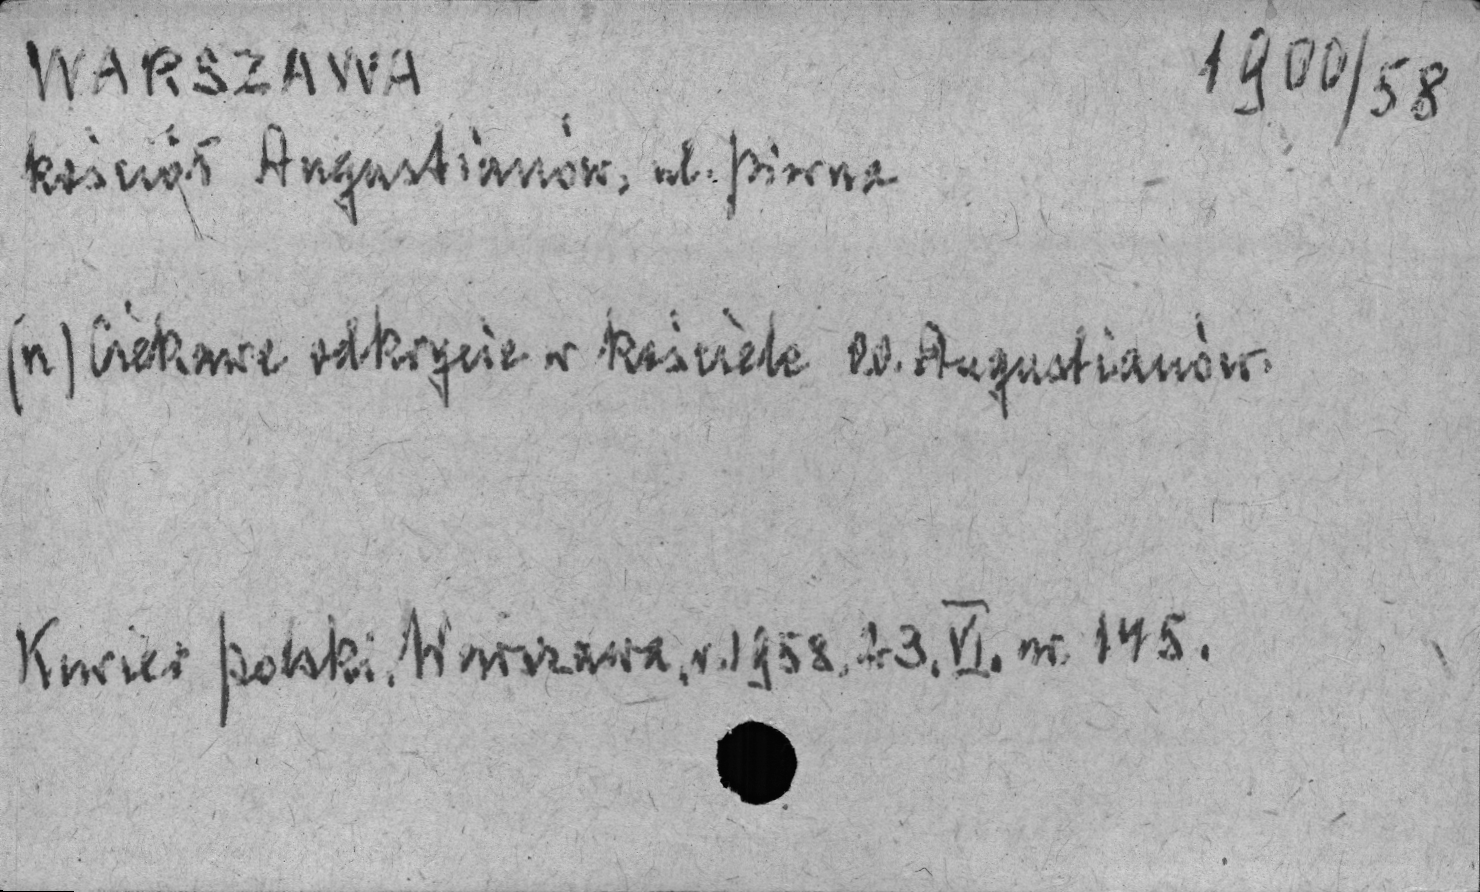 WARSZAWA 1900/58
kościół Augustianów, ul. Piwna
(n) Ciekawe odkrycie w kościele OO. Augustianów.
Kurier polski, Warszawa, r. 1958, 23.VI. nr. 145.